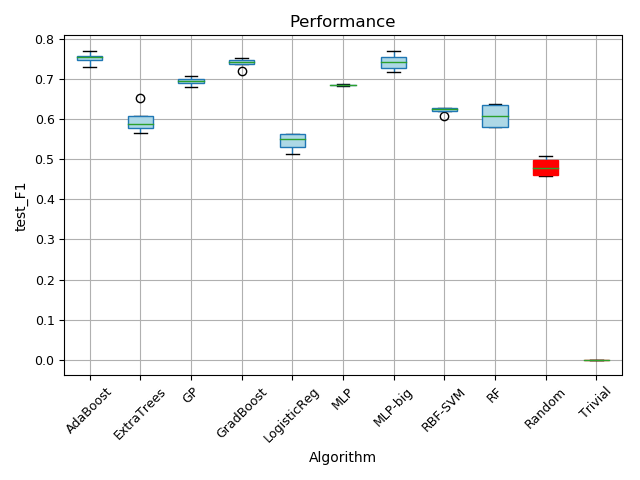 Performance
0.8
0.7
0.6
0.5
0.4
0.3
0.2
0.1
0.0
test_F1
AdaBoost
ExtraTrees
GP
GradBoost
LogisticReg
MLP
MLP-big
RBF-SVM
RF
Random
Trivial
Algorithm